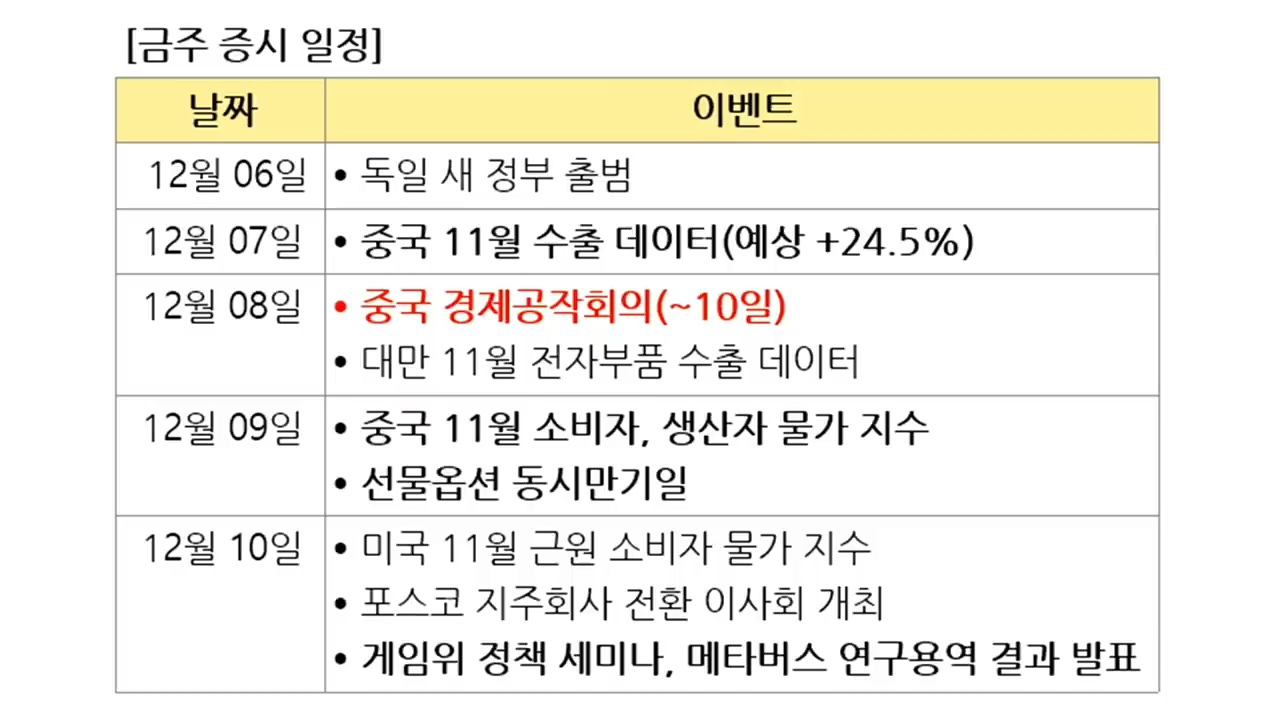 [금주 증시 일정]
날짜 이벤트
12월 06일 • 독일 새 정부 출범
12월 07일 • 중국 11월 수출 데이터(예상 +24.5%)
12월 08일 • 중국 경제공작회의(~10일)
• 대만 11월 전자부품 수출 데이터
12월 09일 • 중국 11월 소비자, 생산자 물가 지수
• 선물옵션 동시만기일
12월 10일 • 미국 11월 근원 소비자 물가 지수
• 포스코 지주회사 전환 이사회 개최
• 게임위 정책 세미나, 메타버스 연구용역 결과 발표